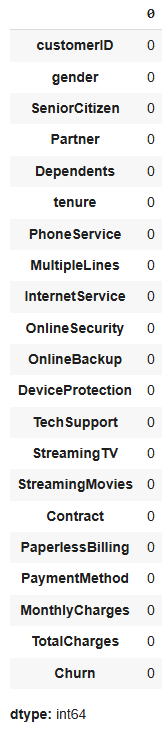 0
customerID 0
gender 0
SeniorCitizen 0
Partner 0
Dependents 0
tenure 0
PhoneService 0
MultipleLines 0
InternetService 0
OnlineSecurity 0
OnlineBackup 0
DeviceProtection 0
TechSupport 0
StreamingTV 0
StreamingMovies 0
Contract 0
PaperlessBilling 0
PaymentMethod 0
MonthlyCharges 0
TotalCharges 0
Churn 0
dtype: int64